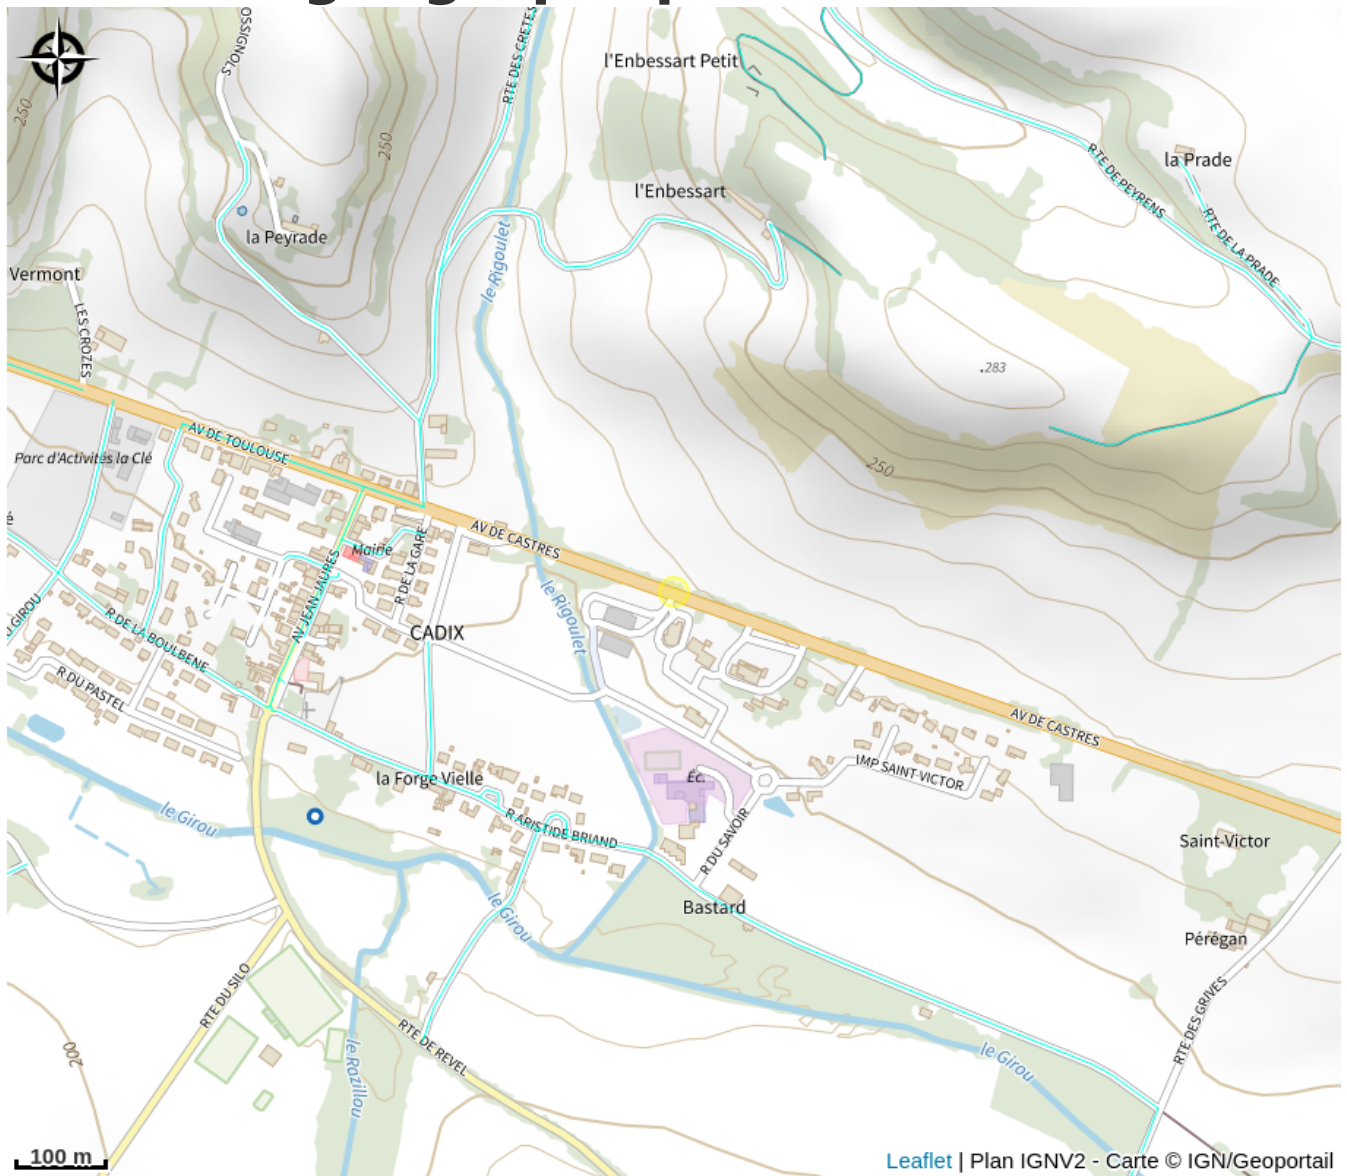 OSSIGNOLS
RTE DES CRETES
l'Enbessart Petit
250
250
la Prade
RTE DE PEYRENS
l'Enbessart
RTE DE LA PRADE
la Peyrade
le Rigoulet
Vermont
LES CROZES
.283
AV DE TOULOUSE
Parc d'Activités la Clé
250
é
AV DE CASTRES
Mairie
R DE LA GARE
AV JEAN JAURES
le Rigoulet
U GIROU
R DE LA BOULBENE
CADIX
R DU PASTEL
AV DE CASTRES
IMP SAINT-VICTOR
la Forge Vielle
Éc.
le Girou
R ARISTIDE BRIAND
R DU SAVOIR
Saint-Victor
le Girou
Bastard
Pérégan
RTE DU SILO
RTE DES GRIVES
200
RTE DE REVEL
le Razillou
le Girou
100 m
Leaflet | Plan IGNV2 - Carte © IGN/Geoportail